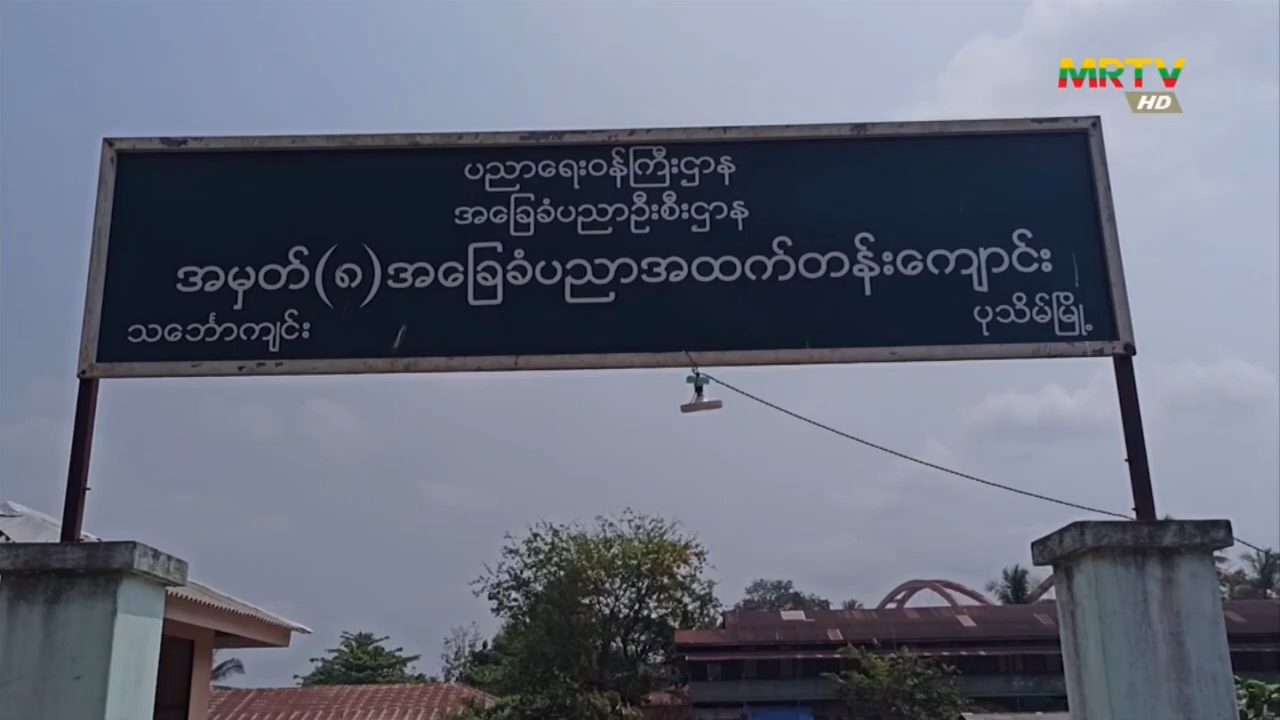 MRTV
HD
ပညာရေးဝန်ကြီးဌာန
အခြေခံပညာဦးစီးဌာန
အမှတ်(၈)အခြေခံပညာအထက်တန်းကျောင်း
သင်္ဘောကျင်း ပုသိမ်မြို့